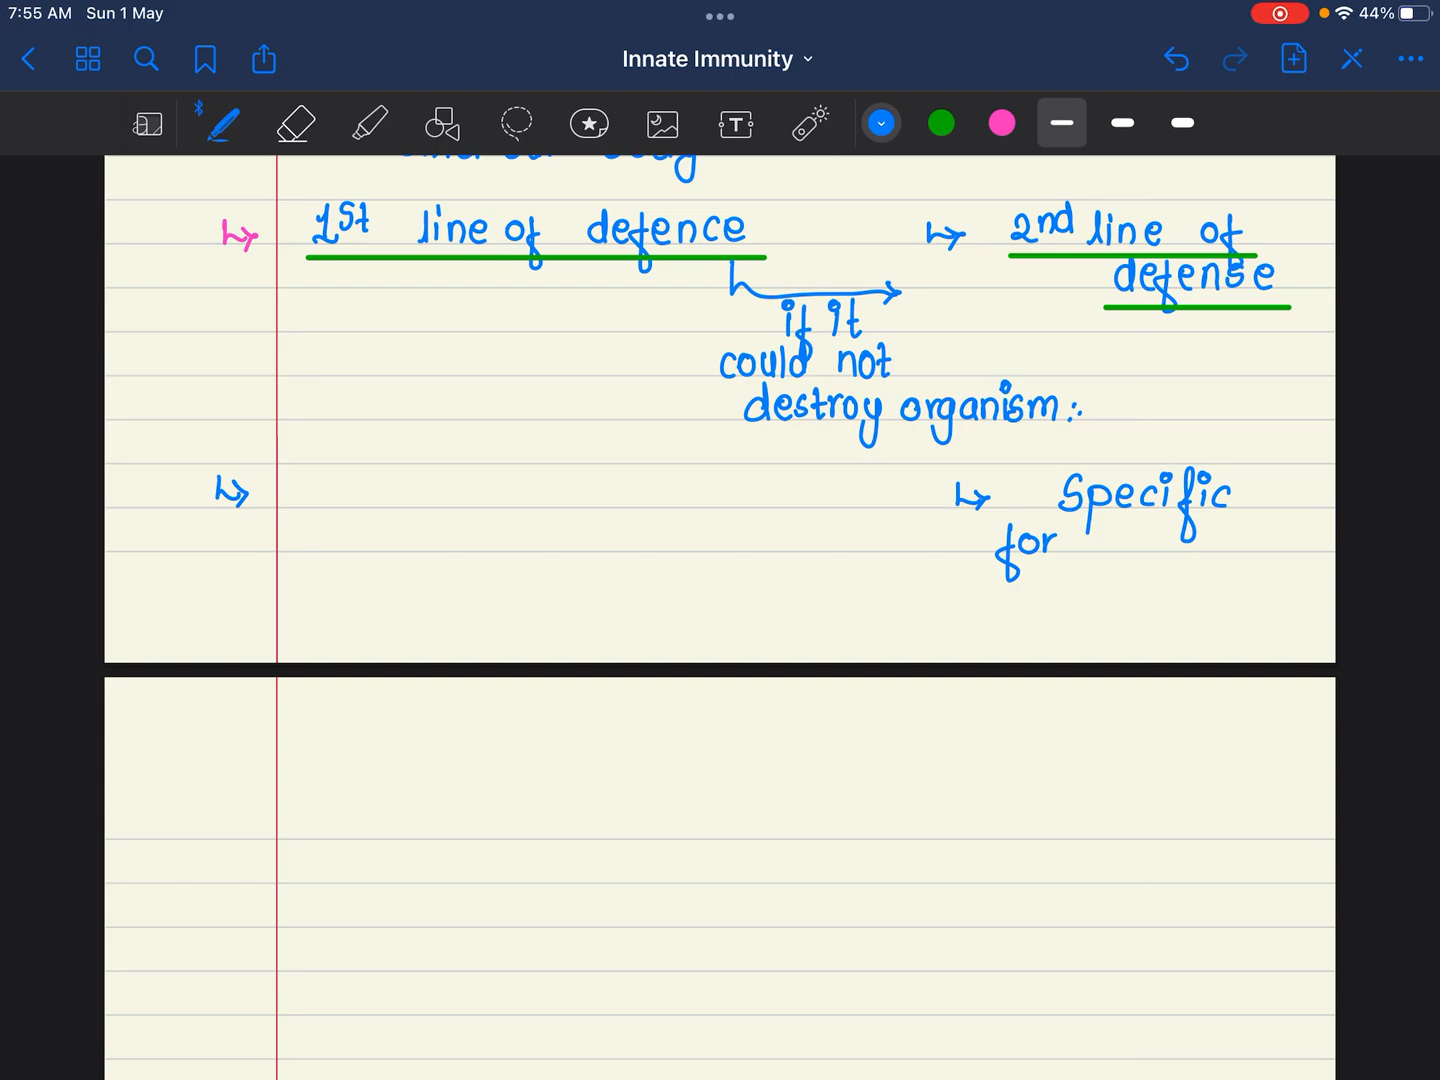 7:55 AM Sun 1 May
44%
Innate Immunity
1st line of defence
2nd line of
defense
if it
could not
destroy organism :.
Specific
for